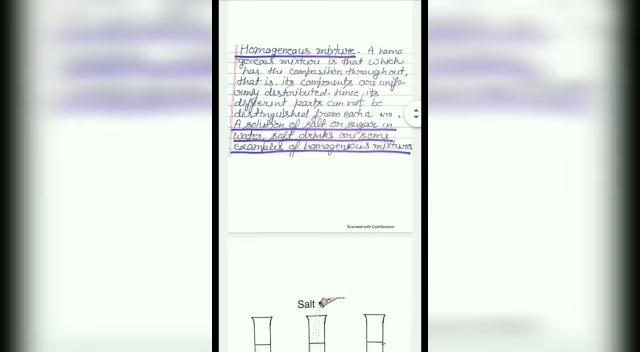 Homogeneous mixture. A homo
geneous mixture is that which
has the composition throughout,
that is, its components are unifo-
rmly distributed. hence, its
different parts can not be
distinguished from each o
4/19
A solution of salt or sugar in
water, salt drinks are some
examples of homogenious mixtures
Scanned with CamScanner
Salt